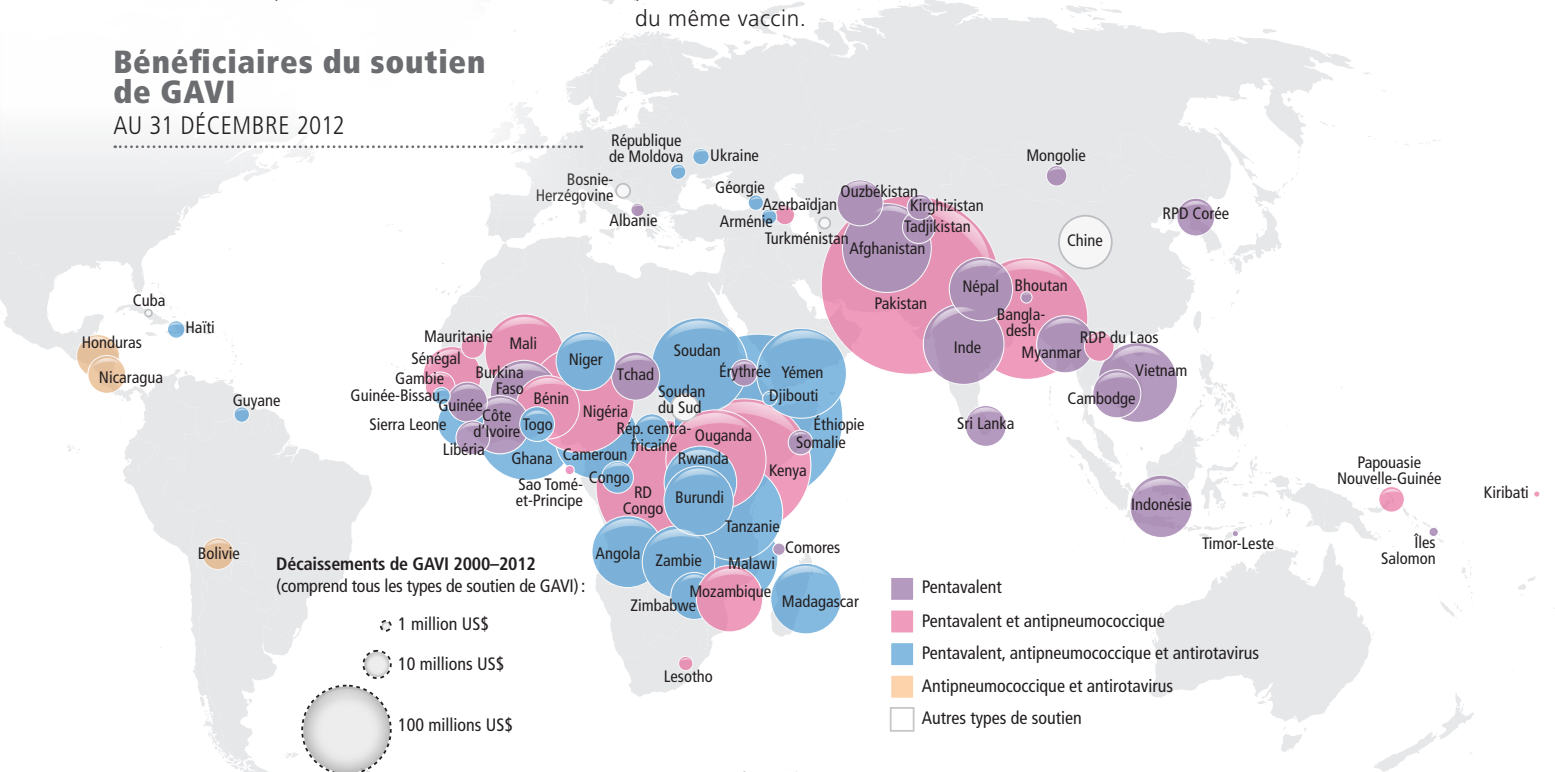 du même vaccin.
Bénéficiaires du soutien
de GAVI
AU 31 DÉCEMBRE 2012
République
de Moldova
Ukraine
Bosnie-
Herzégovine
Albanie
Géorgie
Azerbaïdjan
Arménie
Turkménistan
Ouzbékistan
Kirghizistan
Tadjikistan
Afghanistan
Pakistan
Mongolie
RPD Corée
Chine
Népal
Bhoutan
Bangla-
desh
Inde
Myanmar
RDP du Laos
Vietnam
Cambodge
Sri Lanka
Cuba
Haïti
Honduras
Nicaragua
Guyane
Bolivie
Mauritanie
Mali
Niger
Sénégal
Gambie
Guinée-Bissau
Guinée
Burkina
Faso
Tchad
Soudan
Érythrée
Yémen
Djibouti
Soudan
du Sud
Bénin
Nigéria
Côte
d'Ivoire
Togo
Sierra Leone
Libéria
Ghana
Cameroun
Rép. centra-
fricaine
Ouganda
Éthiopie
Somalie
Sao Tomé-
et-Principe
Congo
RD
Congo
Rwanda
Burundi
Kenya
Tanzanie
Angola
Zambie
Malawi
Comores
Zimbabwe
Mozambique
Madagascar
Lesotho
Indonésie
Timor-Leste
Papouasie
Nouvelle-Guinée
Kiribati
Îles
Salomon
Décaissements de GAVI 2000–2012
(comprend tous les types de soutien de GAVI) :
1 million US$
10 millions US$
100 millions US$
Pentavalent
Pentavalent et antipneumococcique
Pentavalent, antipneumococcique et antirotavirus
Antipneumococcique et antirotavirus
Autres types de soutien